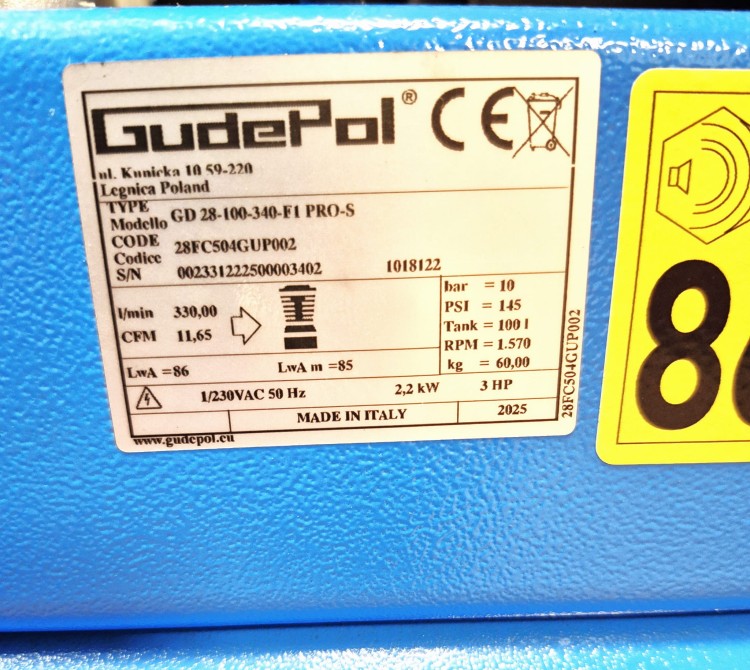 GudePol ® CE
ul. Kunicka 10 59-220
Legnica Poland
TYPE
Modello GD 28-100-340-F1 PRO-S
CODE
Codice 28FC504GUP002
S/N 002331222500003402 1018122
l/min 330,00
CFM 11,65
bar = 10
PSI = 145
Tank = 100 l
RPM = 1.570
kg = 60,00
LwA =86 LwA m =85
1/230VAC 50 Hz 2,2 kW 3 HP
MADE IN ITALY 2025
www.gudepol.eu
28FC504GUP002
8